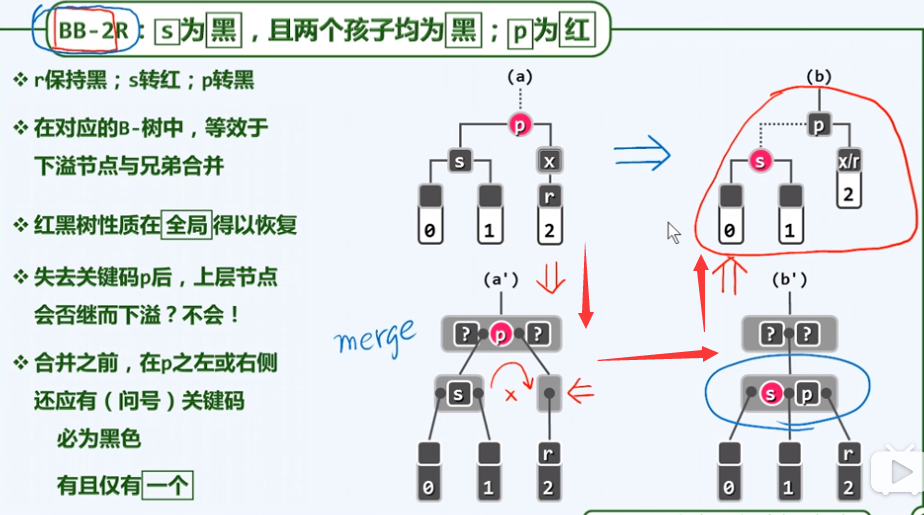 BB-2R：s为黑，且两个孩子均为黑；p为红
❖ r保持黑；s转红；p转黑
❖ 在对应的B-树中，等效于
下溢节点与兄弟合并
❖ 红黑树性质在全局得以恢复
❖ 失去关键码p后，上层节点
会否继而下溢？不会！
❖ 合并之前，在p之左或右侧
还应有（问号）关键码
必为黑色
有且仅有一个
(a)
p
s x
r
0 1 2
(b)
p
s x/r
0 1 2
(a')
merge
? p ?
s x
r
0 1 2
(b')
? ?
s p
r
0 1 2